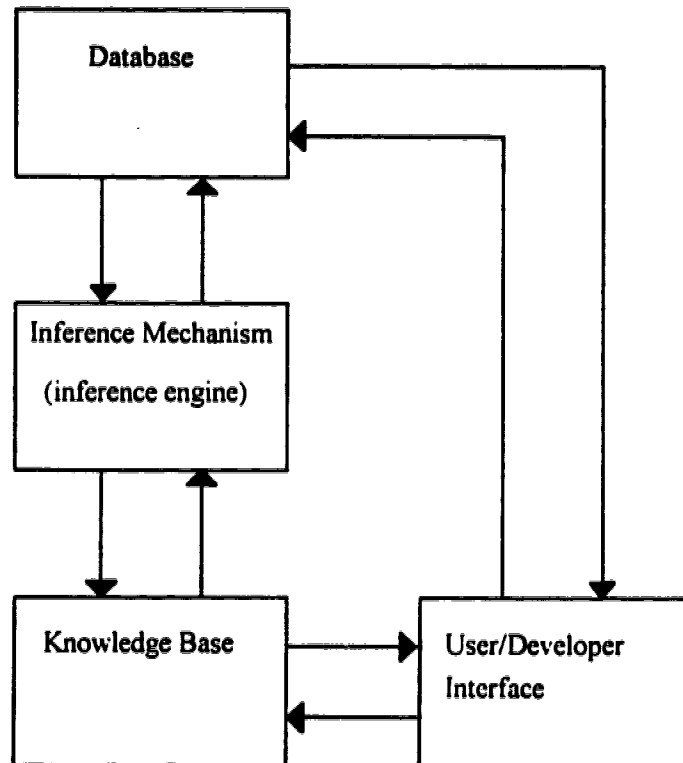 Database
Inference Mechanism
(inference engine)
Knowledge Base
User/Developer
Interface